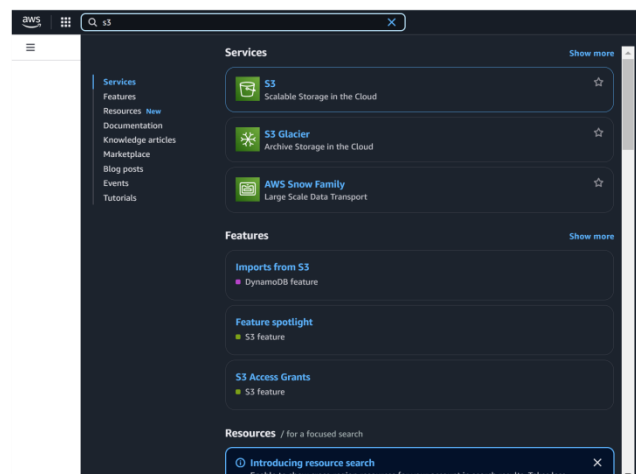 aws
s3
Services
Features
Resources New
Documentation
Knowledge articles
Marketplace
Blog posts
Events
Tutorials
Services
Show more
S3
Scalable Storage in the Cloud
S3 Glacier
Archive Storage in the Cloud
AWS Snow Family
Large Scale Data Transport
Features
Show more
Imports from S3
DynamoDB feature
Feature spotlight
S3 feature
S3 Access Grants
S3 feature
Resources / for a focused search
Introducing resource search